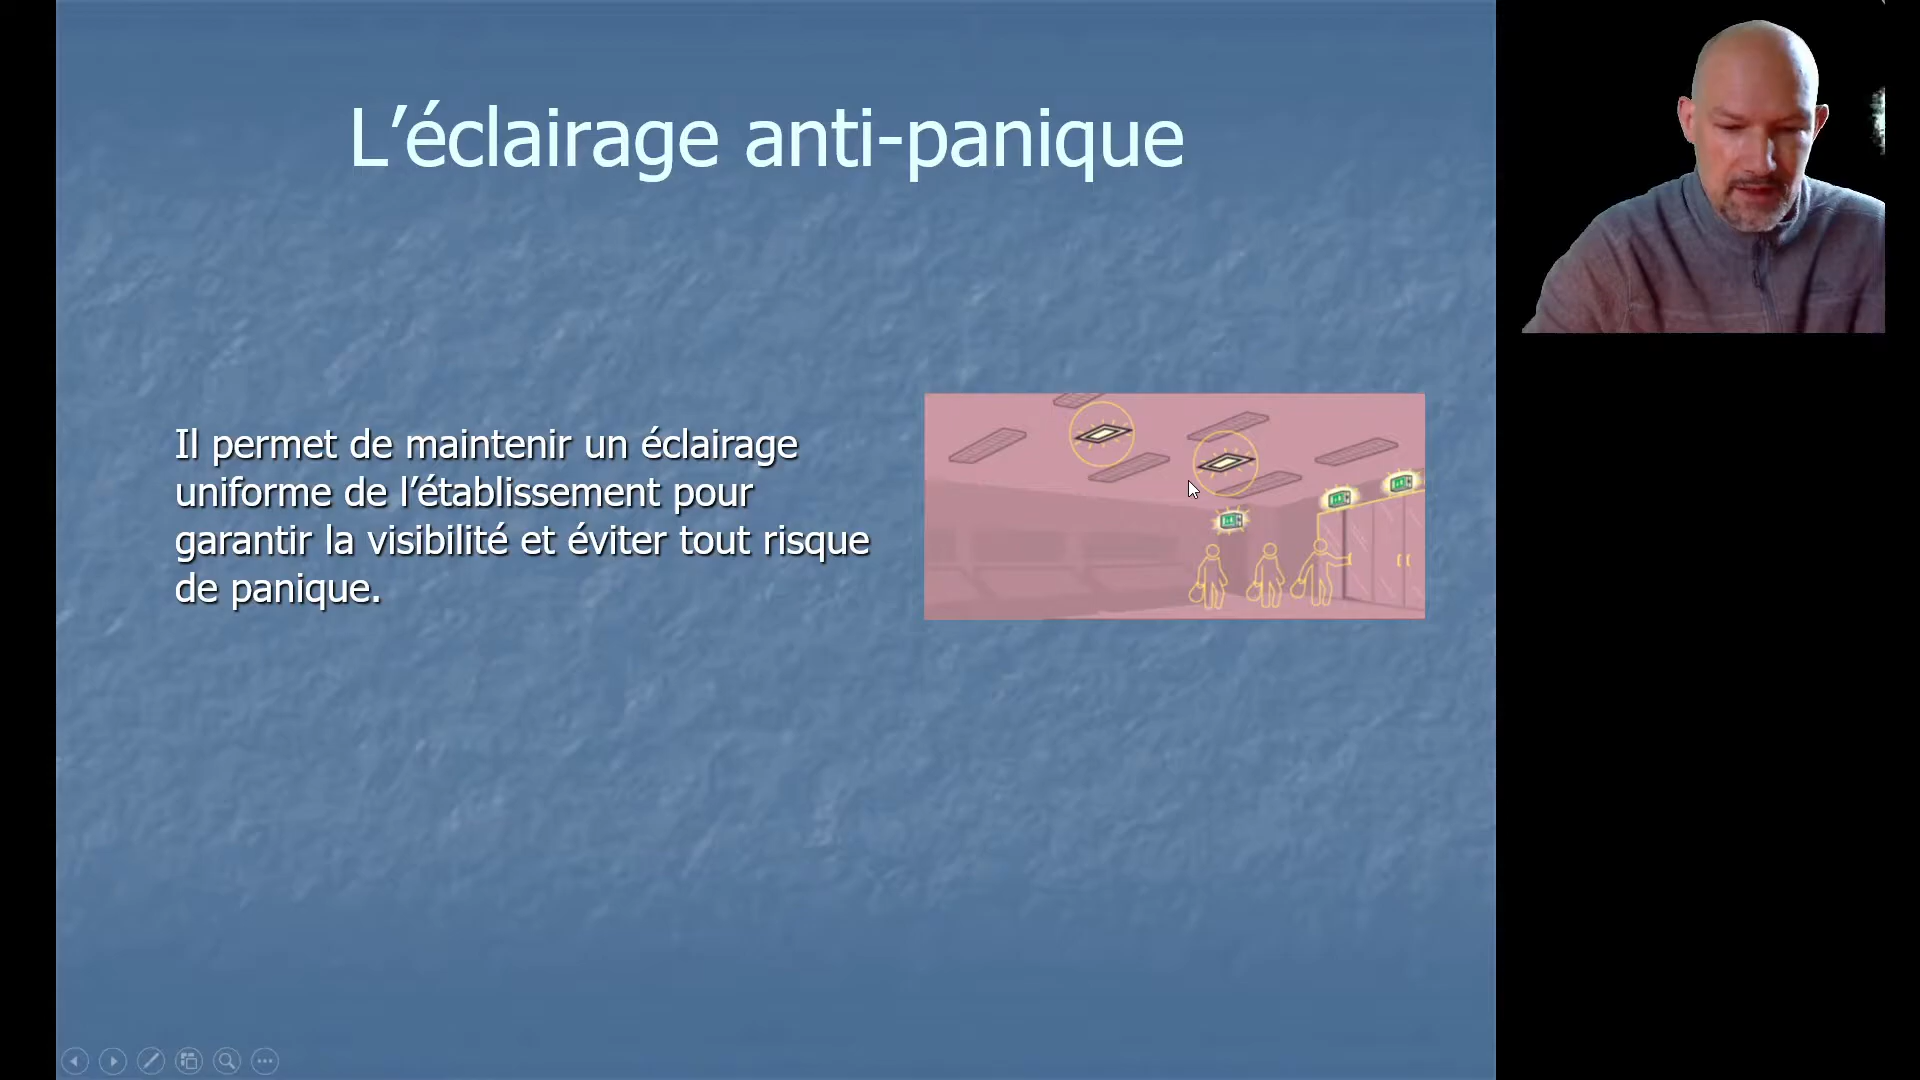 L’éclairage anti-panique
Il permet de maintenir un éclairage
uniforme de l’établissement pour
garantir la visibilité et éviter tout risque
de panique.